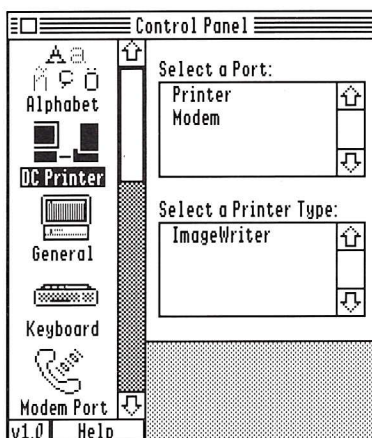 Control Panel
Aa
Ñ Ç Ö
Alphabet
DC Printer
General
Keyboard
Modem Port
v1.0 Help
Select a Port:
Printer
Modem
Select a Printer Type:
ImageWriter